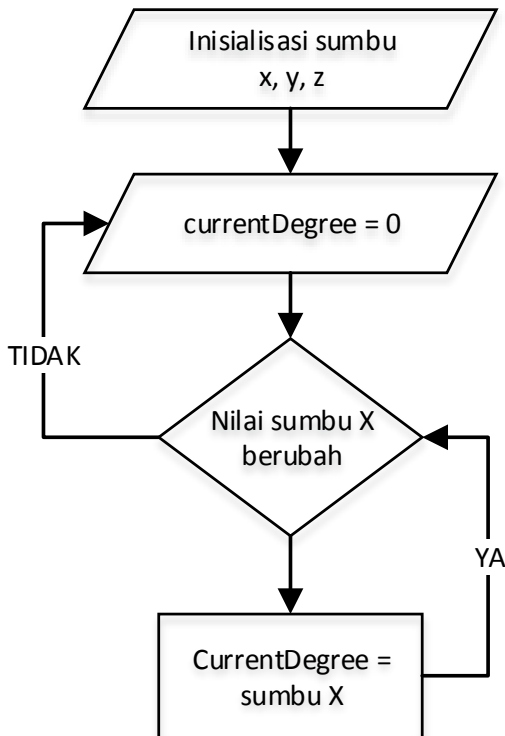 Inisialisasi sumbu
x, y, z
currentDegree = 0
TIDAK
Nilai sumbu X
berubah
YA
CurrentDegree =
sumbu X